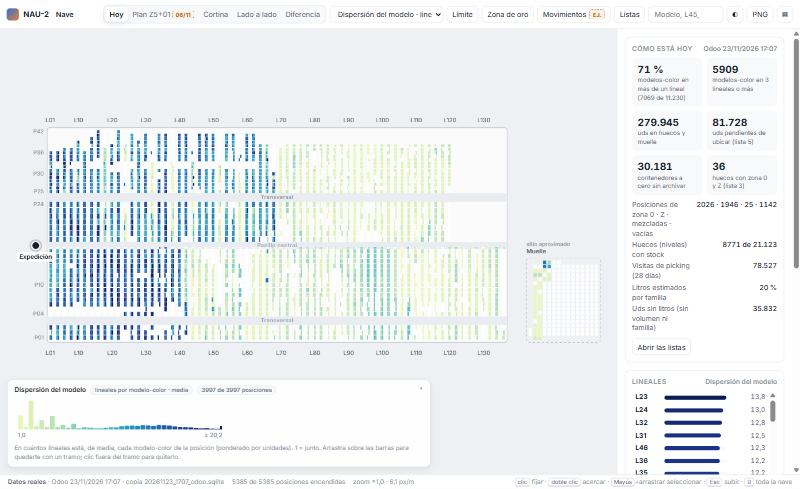 NAU-2 Nave
Hoy Plan Z5+01 06/11 Cortina Lado a lado Diferencia
Dispersión del modelo · line
Límite Zona de oro Movimientos EJ. Listas Modelo, L45, PNG
L01 L10 L20 L30 L40 L50 L60 L70 L80 L90 L100 L110 L120 L130
P42
P36
P30
P25
Transversal
P24
Pasillo central
Expedición
P10
P04
Transversal
P01
L01 L10 L20 L30 L40 L50 L60 L70 L80 L90 L100 L110 L120 L130
sitio aproximado
Muelle
Dispersión del modelo lineales por modelo-color · media 3997 de 3997 posiciones
1,0 ≥ 20,2
En cuántos lineales está, de media, cada modelo-color de la posición (ponderado por unidades). 1 = junto. Arrastra sobre las barras para
quedarte con un tramo; clic fuera del tramo para quitarlo.
CÓMO ESTÁ HOY Odoo 23/11/2026 17:07
71 %
modelos-color en
más de un lineal
(7969 de 11.230)
5909
modelos-color en 3
lineales o más
279.945
uds en huecos y
muelle
81.728
uds pendientes de
ubicar (lista 5)
30.181
contenedores a
cero sin archivar
36
huecos con zona 0
y Z (lista 3)
Posiciones de
zona 0 · Z ·
mezcladas ·
vacías
2026 · 1946 · 25 · 1142
Huecos (niveles)
con stock
8771 de 21.123
Visitas de picking
(28 días)
78.527
Litros estimados
por familia
20 %
Uds sin litros (sin
volumen ni
familia)
35.832
Abrir las listas
LINEALES Dispersión del modelo
L23 13,8
L24 13,0
L32 12,8
L31 12,5
L46 12,3
L36 12,2
L35 12,2
Datos reales · Odoo 23/11/2026 17:07 · copia 20261123_1707_odoo.sqlite 5385 de 5385 posiciones encendidas zoom ×1,0 · 6,1 px/m
clic fijar · doble clic acercar · Mayús +arrastrar seleccionar · Esc subir · 0 toda la nave